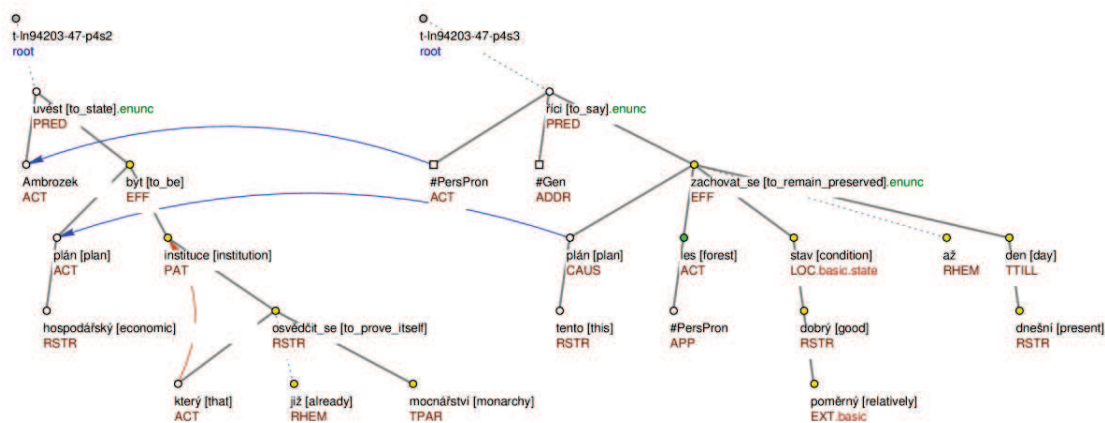 t-ln94203-47-p4s2
root
t-ln94203-47-p4s3
root
uvést [to_state].enunc
PRED
říci [to_say].enunc
PRED
Ambrozek
ACT
být [to_be]
EFF
#PersPron
ACT
#Gen
ADDR
zachovat_se [to_remain_preserved].enunc
EFF
plán [plan]
ACT
instituce [institution]
PAT
plán [plan]
CAUS
les [forest]
ACT
stav [condition]
LOC.basic.state
až
RHEM
den [day]
TTILL
hospodářský [economic]
RSTR
osvědčit_se [to_prove_itself]
RSTR
tento [this]
RSTR
#PersPron
APP
dobrý [good]
RSTR
dnešní [present]
RSTR
který [that]
ACT
již [already]
RHEM
mocnářství [monarchy]
TPAR
poměrný [relatively]
EXT.basic